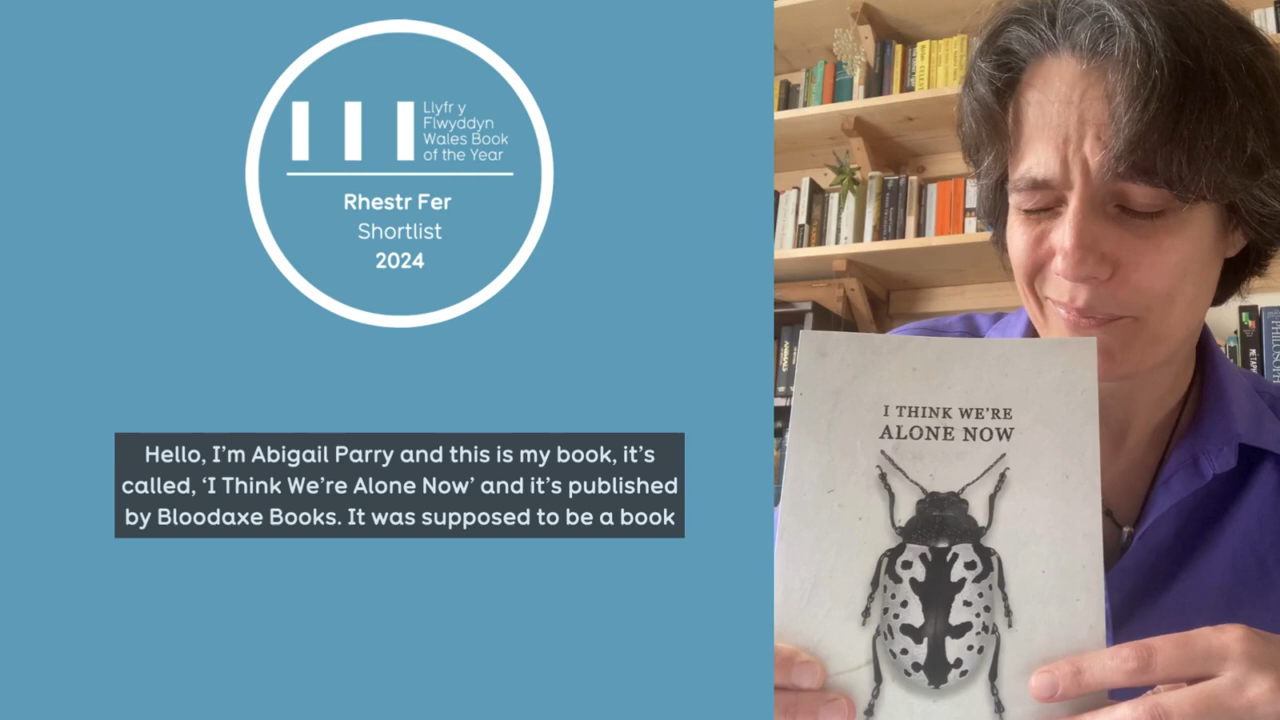 Llyfr y
Flwyddyn
Wales Book
of the Year
Rhestr Fer
Shortlist
2024
Hello, I'm Abigail Parry and this is my book, it's
called, 'I Think We're Alone Now' and it's published
by Bloodaxe Books. It was supposed to be a book
I THINK WE'RE
ALONE NOW